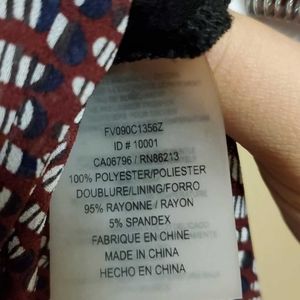 FV090C1356Z
ID # 10001
CA06796 / RN86213
100% POLYESTER/POLIESTER
DOUBLURE/LINING/FORRO
95% RAYONNE / RAYON
5% SPANDEX
FABRIQUE EN CHINE
MADE IN CHINA
HECHO EN CHINA